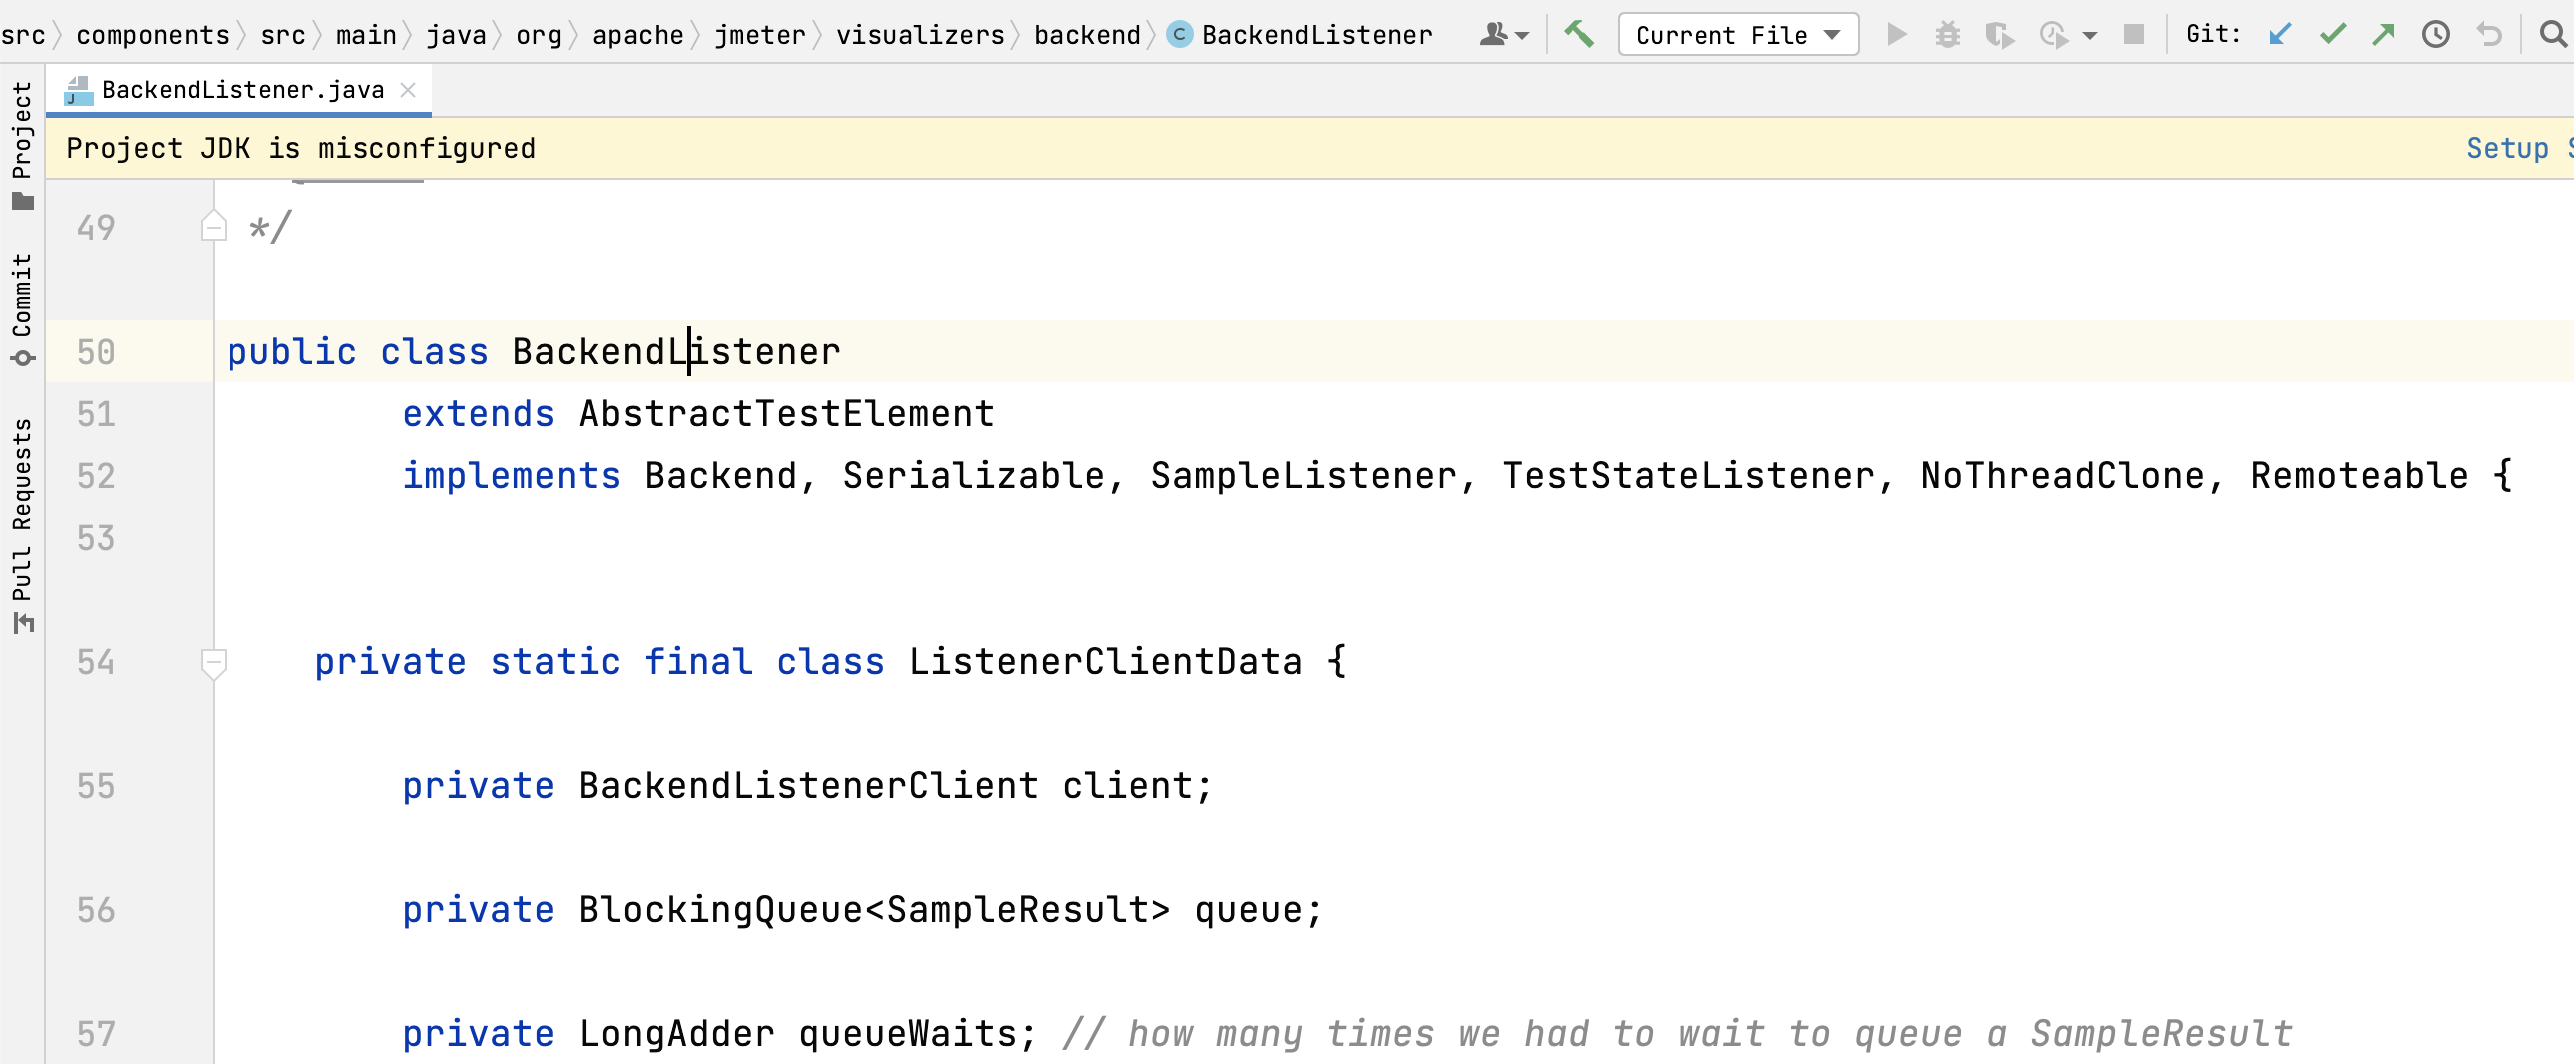 src components src main java org apache jmeter visualizers backend C BackendListener Current File Git:
BackendListener.java
Project JDK is misconfigured Setup
Project
Commit
Pull Requests
49 */
50 public class BackendListener
51 extends AbstractTestElement
52 implements Backend, Serializable, SampleListener, TestStateListener, NoThreadClone, Remoteable {
53
54 private static final class ListenerClientData {
55 private BackendListenerClient client;
56 private BlockingQueue<SampleResult> queue;
57 private LongAdder queueWaits; // how many times we had to wait to queue a SampleResult